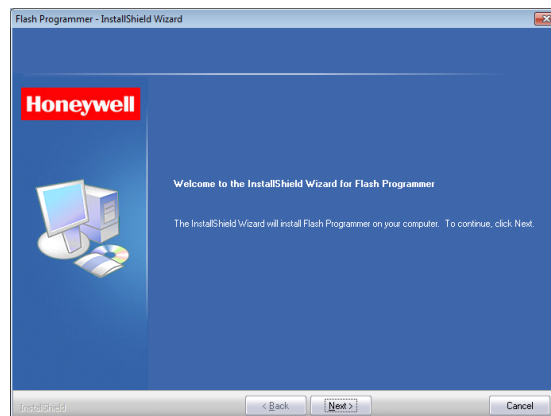 Flash Programmer - InstallShield Wizard
Honeywell
Welcome to the InstallShield Wizard for Flash Programmer
The InstallShield Wizard will install Flash Programmer on your computer. To continue, click Next.
InstallShield
< Back
Next >
Cancel